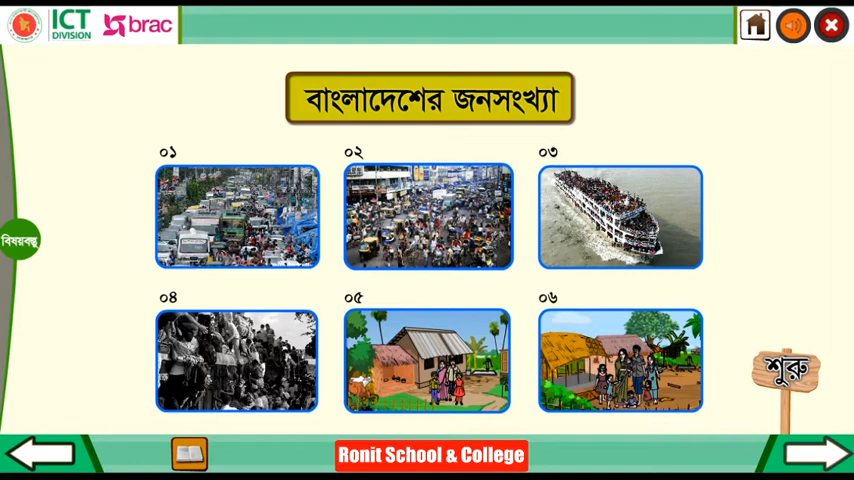 ICT
DIVISION
brac
বাংলাদেশের জনসংখ্যা
০১
০২
০৩
০৪
০৫
০৬
বিষয়বস্তু
শুরু
Ronit School & College